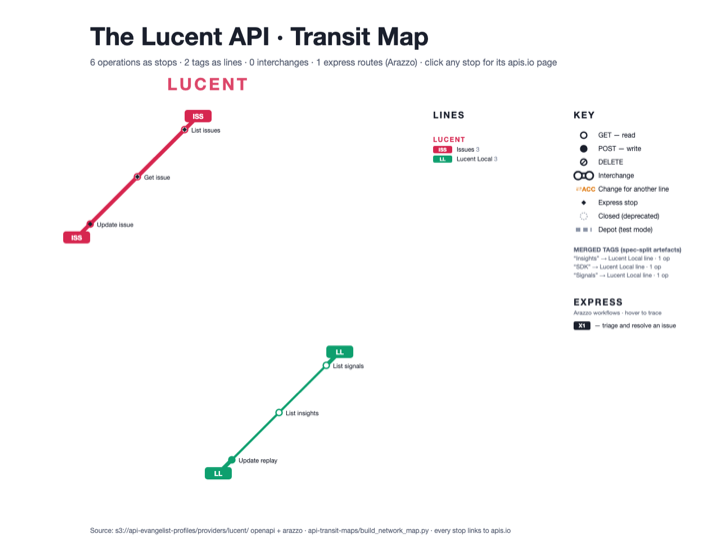 The Lucent API · Transit Map
6 operations as stops · 2 tags as lines · 0 interchanges · 1 express routes (Arazzo) · click any stop for its apis.io page
LUCENT
ISS
List issues
Get issue
Update issue
ISS
LL
List signals
List insights
Update replay
LL
LINES
LUCENT
ISS Issues 3
LL Lucent Local 3
KEY
GET — read
POST — write
DELETE
Interchange
⇄ACC Change for another line
Express stop
Closed (deprecated)
Depot (test mode)
MERGED TAGS (spec-split artefacts)
"Insights" → Lucent Local line · 1 op
"SDK" → Lucent Local line · 1 op
"Signals" → Lucent Local line · 1 op
EXPRESS
Arazzo workflows · hover to trace
X1 — triage and resolve an issue
Source: s3://api-evangelist-profiles/providers/lucent/ openapi + arazzo · api-transit-maps/build_network_map.py · every stop links to apis.io